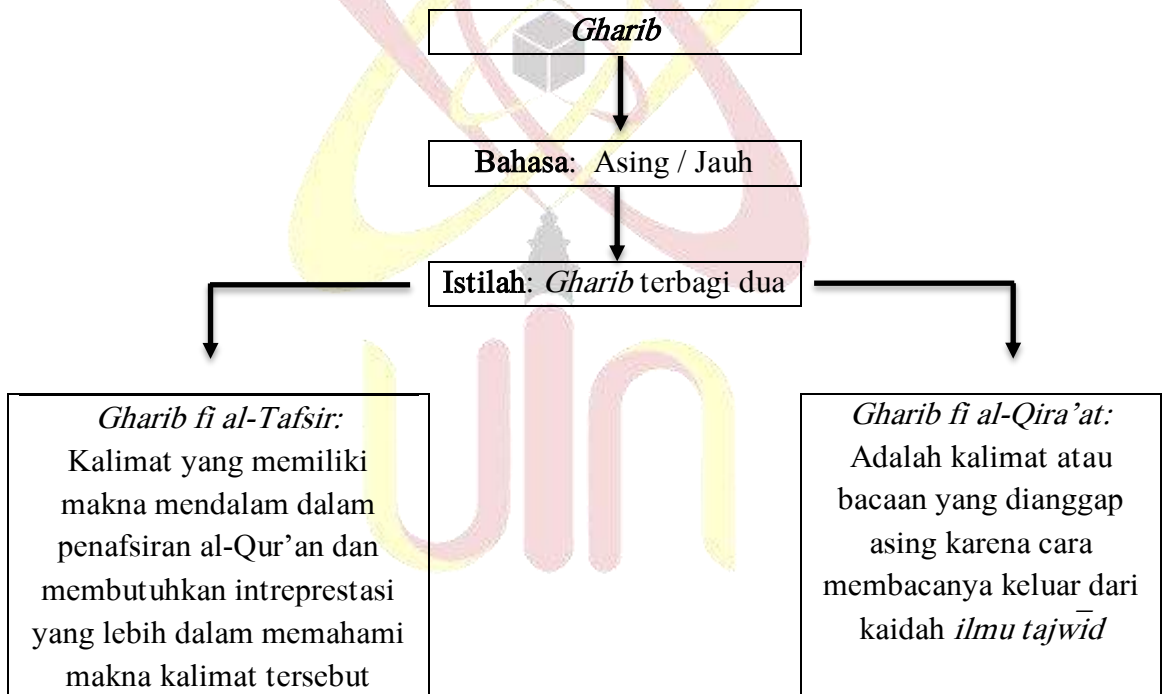 Gharib
Bahasa: Asing / Jauh
Istilah: Gharib terbagi dua
Gharib fi al-Tafsir:
Kalimat yang memiliki
makna mendalam dalam
penafsiran al-Qur'an dan
membutuhkan intreprestasi
yang lebih dalam memahami
makna kalimat tersebut
Gharib fi al-Qira'at:
Adalah kalimat atau
bacaan yang dianggap
asing karena cara
membacanya keluar dari
kaidah ilmu tajwīd
uin